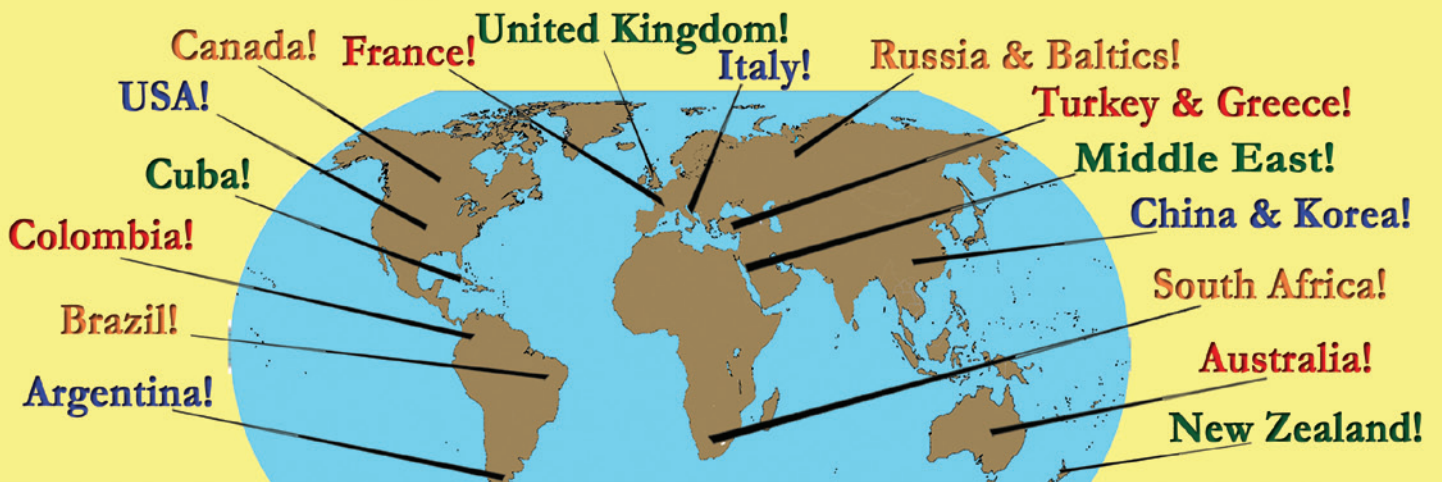 Canada!
France!
United Kingdom!
Italy!
Russia & Baltics!
USA!
Turkey & Greece!
Cuba!
Middle East!
Colombia!
China & Korea!
Brazil!
South Africa!
Argentina!
Australia!
New Zealand!